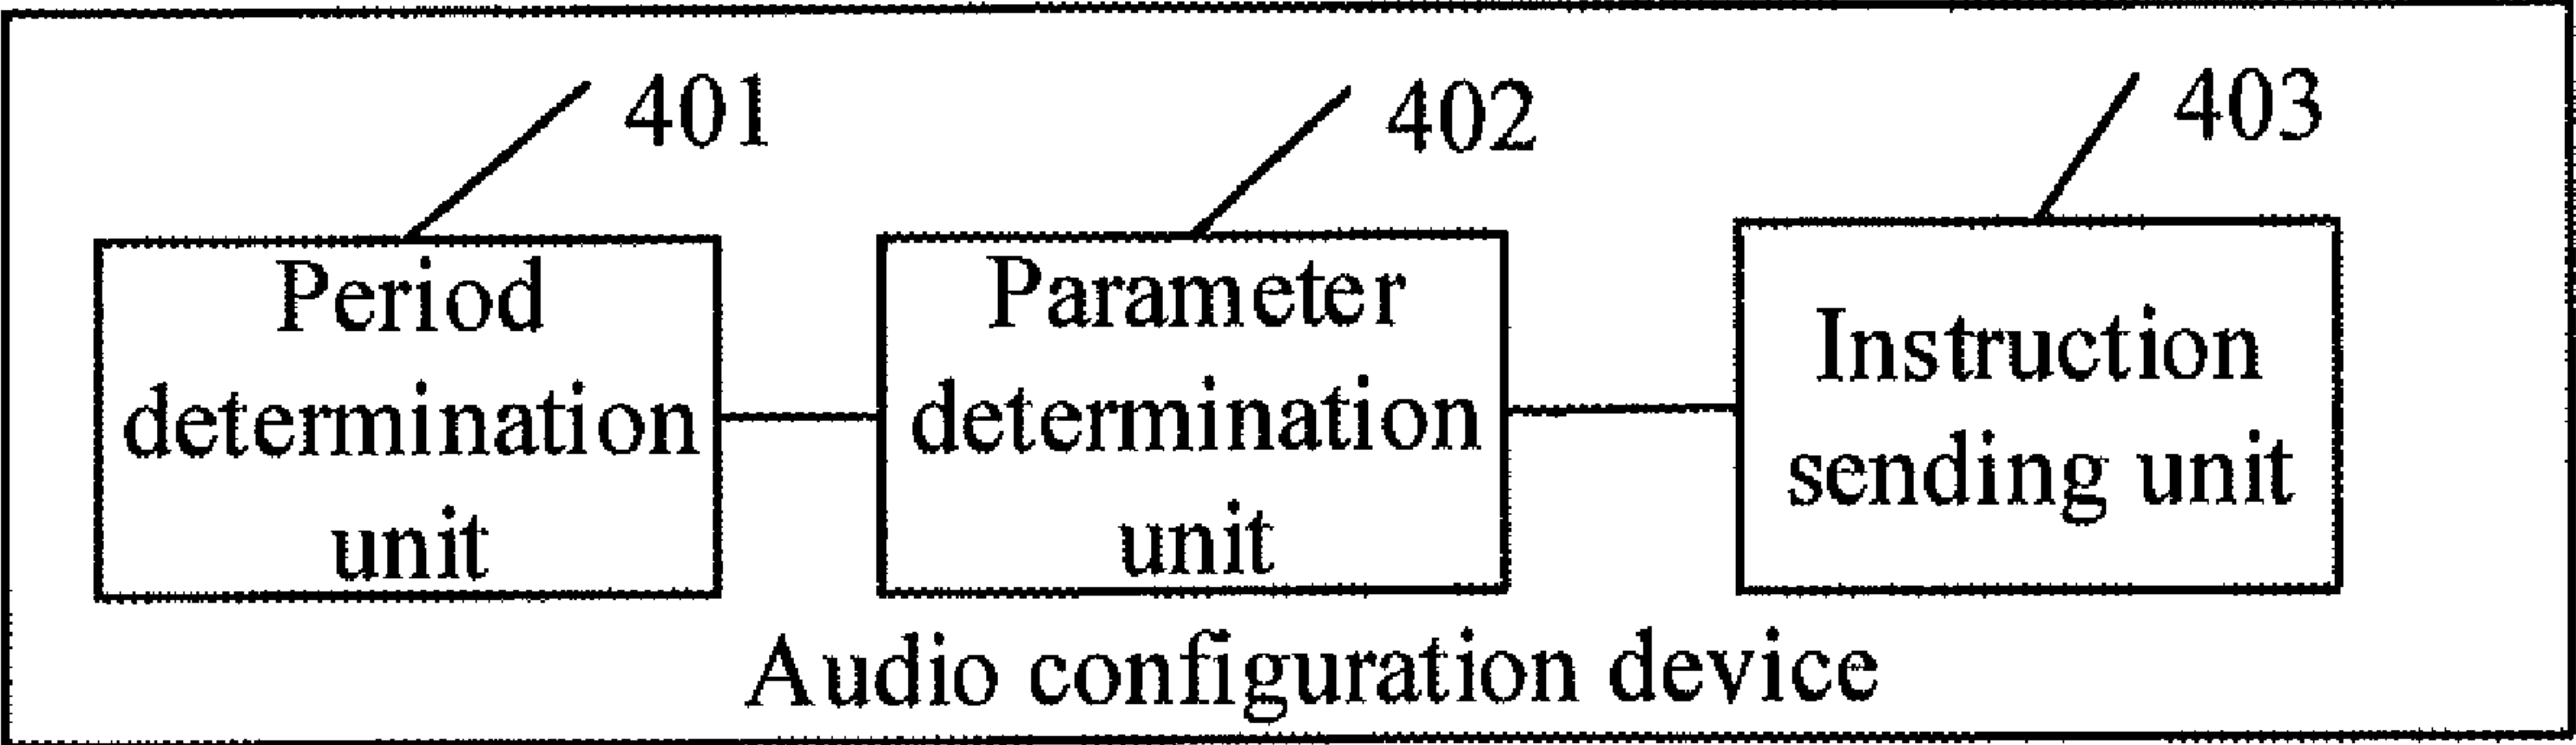 401
402
403
Period
determination
unit
Parameter
determination
unit
Instruction
sending unit
Audio configuration device